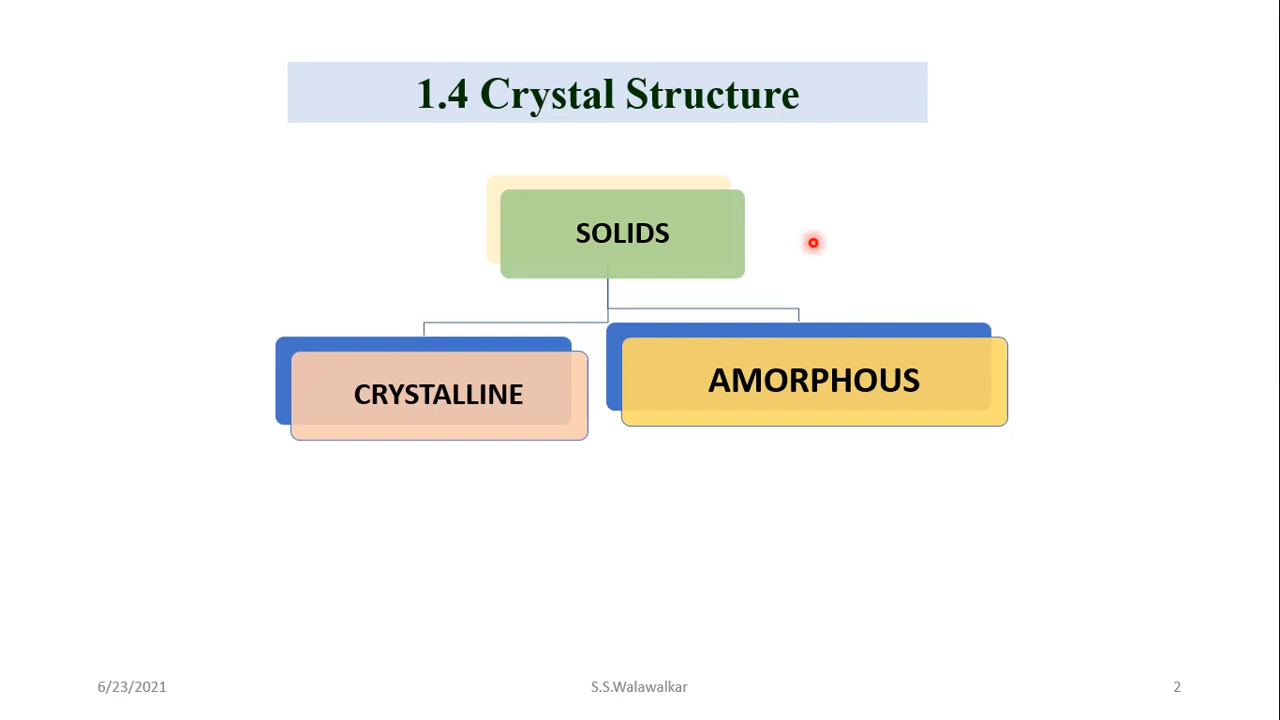 1.4 Crystal Structure
SOLIDS
CRYSTALLINE
AMORPHOUS
6/23/2021
S.S.Walawalkar
2